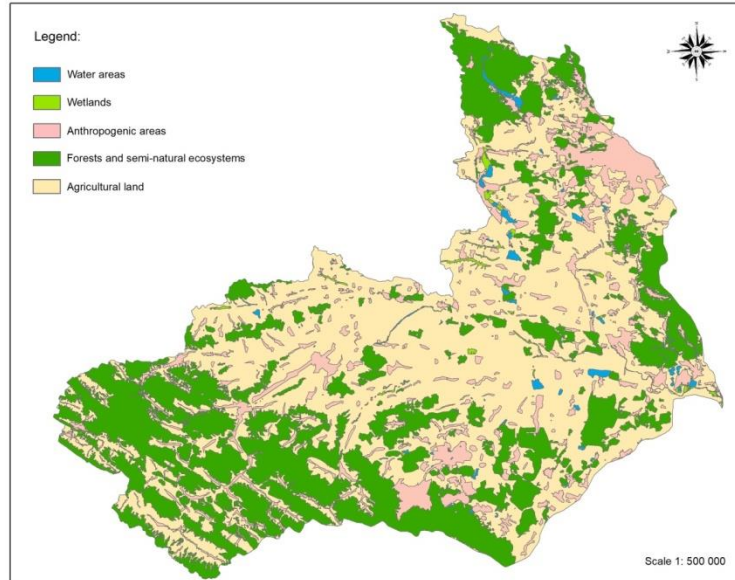 Legend:
Water areas
Wetlands
Anthropogenic areas
Forests and semi-natural ecosystems
Agricultural land
Scale 1: 500 000